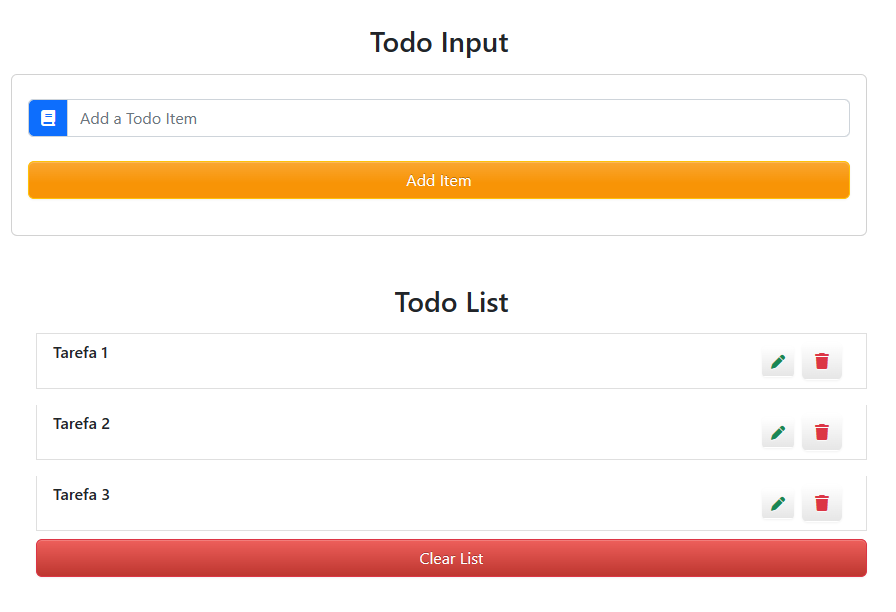 Todo Input
Add a Todo Item
Add Item
Todo List
Tarefa 1
Tarefa 2
Tarefa 3
Clear List